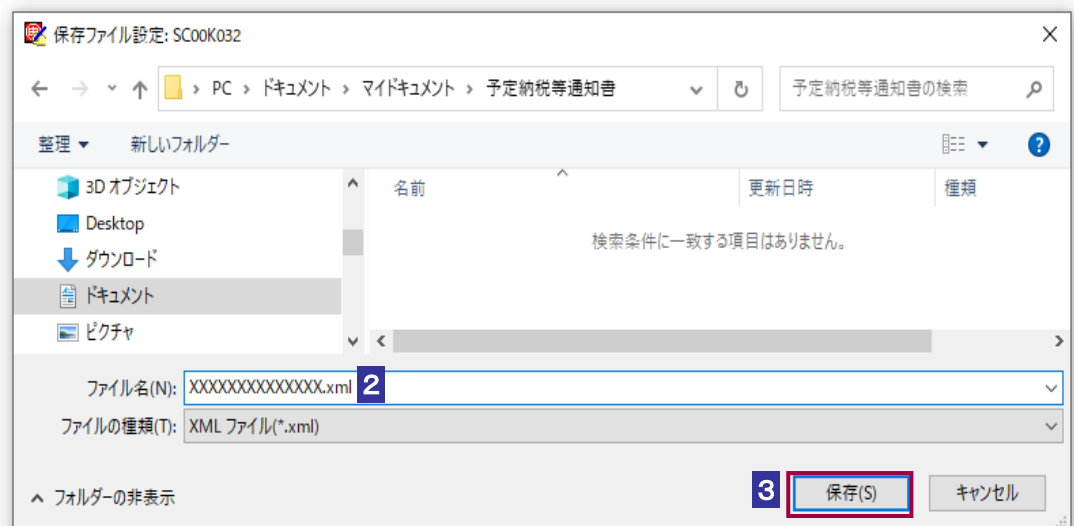 保存ファイル設定: SC00K032
PC › ドキュメント › マイドキュメント › 予定納税等通知書
予定納税等通知書の検索
整理 新しいフォルダー
?
3D オブジェクト
Desktop
ダウンロード
ドキュメント
ピクチャ
名前 更新日時 種類
検索条件に一致する項目はありません。
ファイル名(N): XXXXXXXXXXXXXX.xml 2
ファイルの種類(T): XML ファイル(*.xml)
フォルダーの非表示
3 保存(S) キャンセル